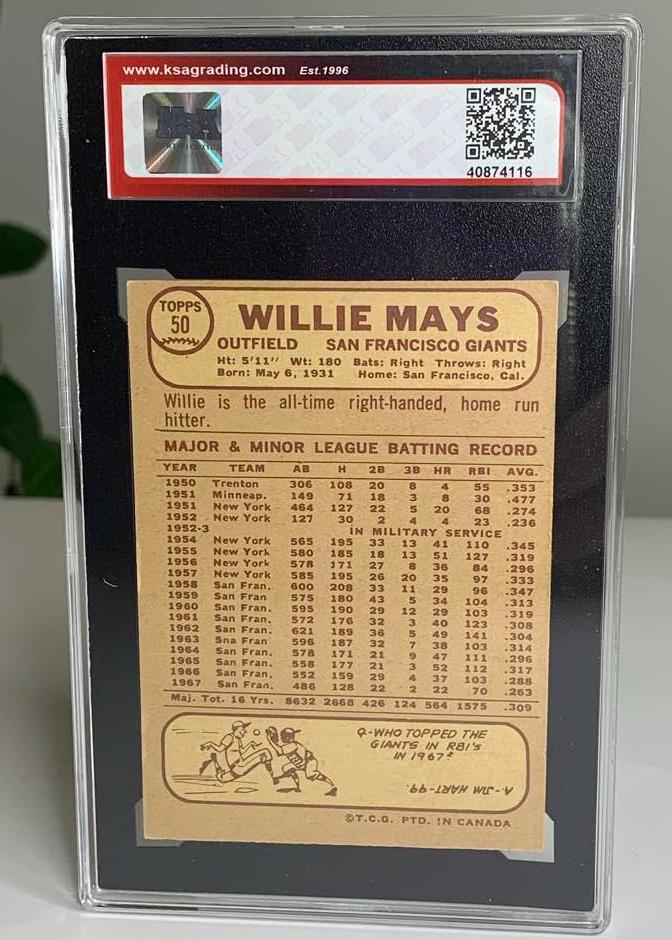 www.ksagrading.com Est.1996
KSA
40874116
TOPPS
50
WILLIE MAYS
OUTFIELD SAN FRANCISCO GIANTS
Ht: 5'11" Wt: 180 Bats: Right Throws: Right
Born: May 6, 1931 Home: San Francisco, Cal.
Willie is the all-time right-handed, home run
hitter.
MAJOR & MINOR LEAGUE BATTING RECORD
YEAR TEAM AB H 2B 3B HR RBI AVG.
1950 Trenton 306 108 20 8 4 55 .353
1951 Minneap. 149 71 18 3 8 30 .477
1951 New York 464 127 22 5 20 68 .274
1952 New York 127 30 2 4 4 23 .236
1952-3 IN MILITARY SERVICE
1954 New York 565 195 33 13 41 110 .345
1955 New York 580 185 18 13 51 127 .319
1956 New York 578 171 27 8 36 84 .296
1957 New York 585 195 26 20 35 97 .333
1958 San Fran. 600 208 33 11 29 96 .347
1959 San Fran. 575 180 43 5 34 104 .313
1960 San Fran. 595 190 29 12 29 103 .319
1961 San Fran. 572 176 32 3 40 123 .308
1962 San Fran. 621 189 36 5 49 141 .304
1963 Sna Fran 596 187 32 7 38 103 .314
1964 San Fran. 578 171 21 9 47 111 .296
1965 San Fran. 558 177 21 3 52 112 .317
1966 San Fran. 552 159 29 4 37 103 .288
1967 San Fran. 486 128 22 2 22 70 .263
Maj. Tot. 16 Yrs. 8632 2668 426 124 564 1575 .309
Q-WHO TOPPED THE
GIANTS IN RBI'S
IN 1967?
A-JIM HART-99.
©T.C.G. PTD. IN CANADA